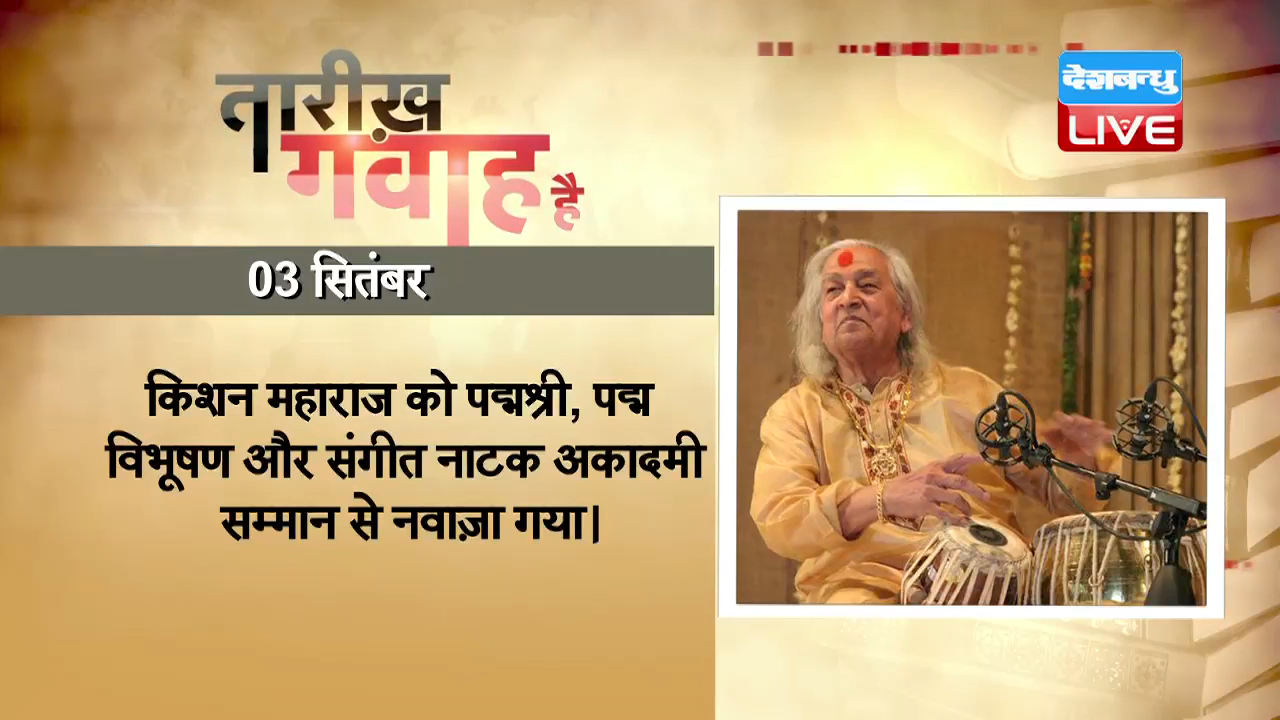 तारीख़
गवाह है
देशबन्धु
LIVE
03 सितंबर
किशन महाराज को पद्मश्री, पद्म
विभूषण और संगीत नाटक अकादमी
सम्मान से नवाज़ा गया।